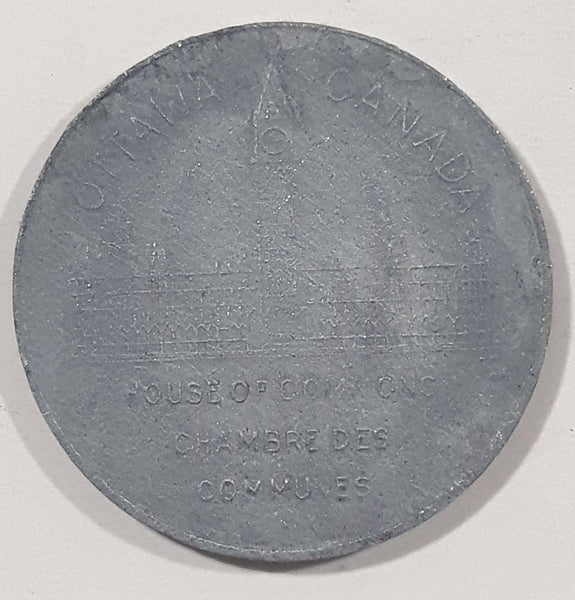 OTTAWA CANADA
HOUSE OF COMMONS
CHAMBRE DES
COMMUNES